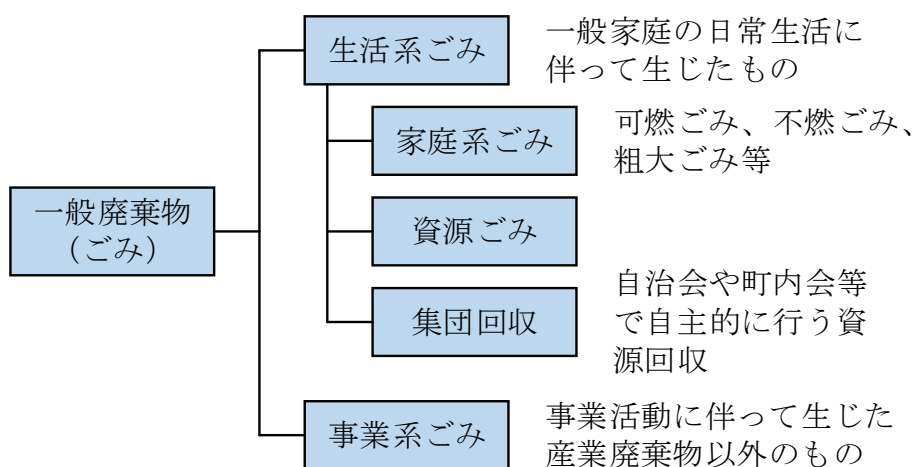 生活系ごみ
一般家庭の日常生活に
伴って生じたもの
家庭系ごみ
可燃ごみ、不燃ごみ、
粗大ごみ等
一般廃棄物
（ごみ）
資源ごみ
集団回収
自治会や町内会等
で自主的に行う資
源回収
事業系ごみ
事業活動に伴って生じた
産業廃棄物以外のもの